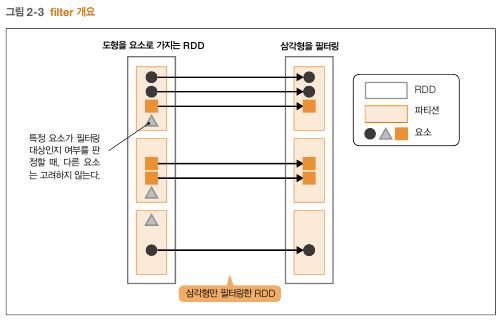 그림 2-3 filter 개요
도형을 요소로 가지는 RDD
삼각형을 필터링
RDD
파티션
요소
특정 요소가 필터링
대상인지 여부를 판
정할 때, 다른 요소
는 고려하지 않는다.
삼각형만 필터링한 RDD